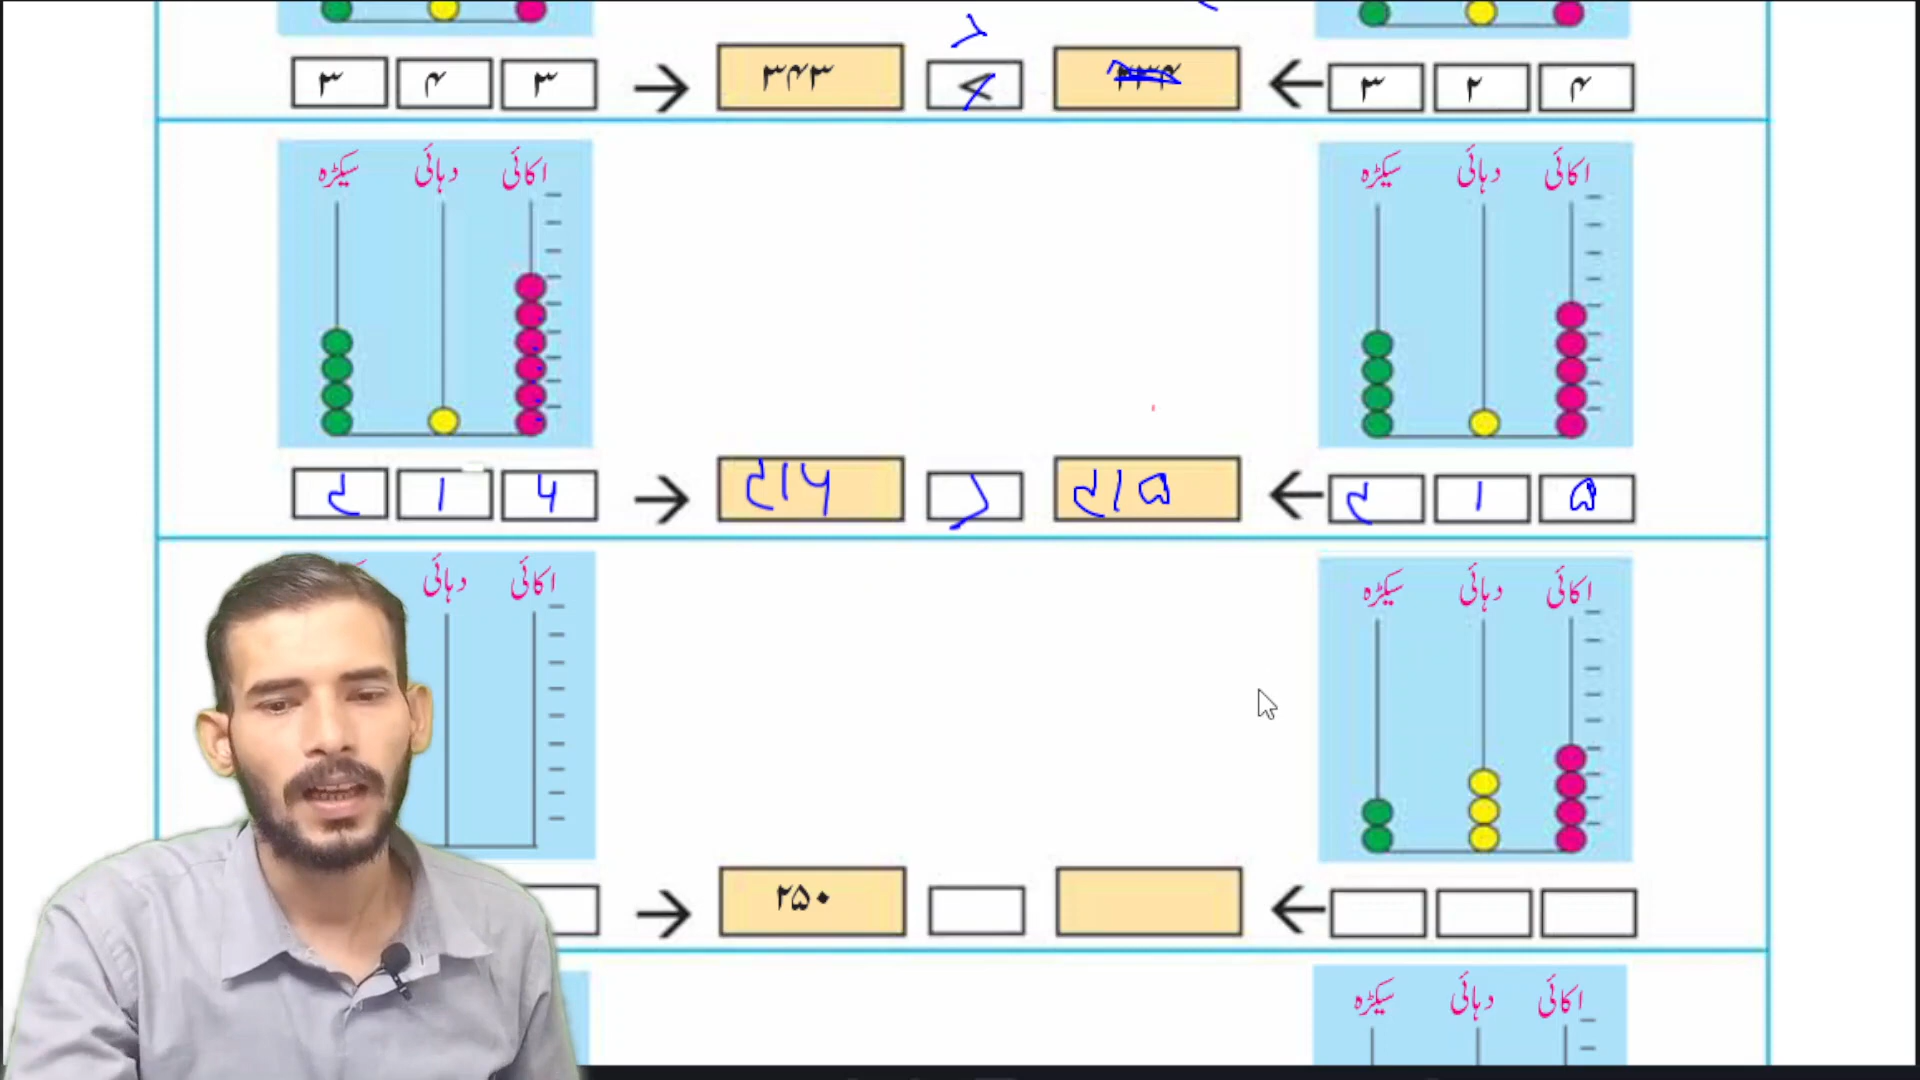 ۳ ۴ ۳ → ۳۴۳ < ← ۳ ۲ ۴
سیکڑہ دہائی اکائی
سیکڑہ دہائی اکائی
۴ ۱ ۶ → ۴۱۶ > ۴۱۵ ← ۴ ۱ ۵
دہائی اکائی
سیکڑہ دہائی اکائی
→ ۲۵۰ ←
سیکڑہ دہائی اکائی